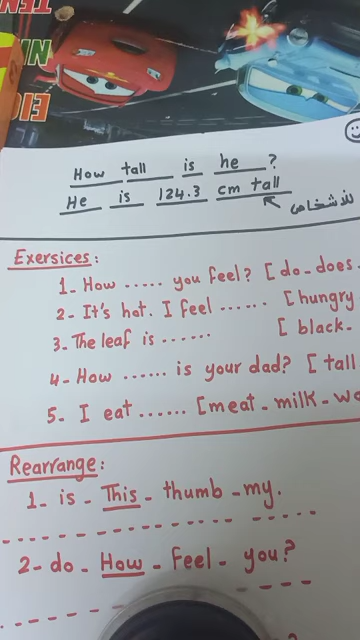 TEN
How tall is he ?
He is 124.3 cm tall
للأشخاص
Exersices:
1- How ..... you feel? [ do - does -
2- It's hot. I feel ...... [ hungry
3- The leaf is ...... [ black -
4- How ...... is your dad? [ tall
5- I eat ....... [ meat - milk - wa
Rearrange:
1- is - This - thumb - my.
2- do - How - feel - you?